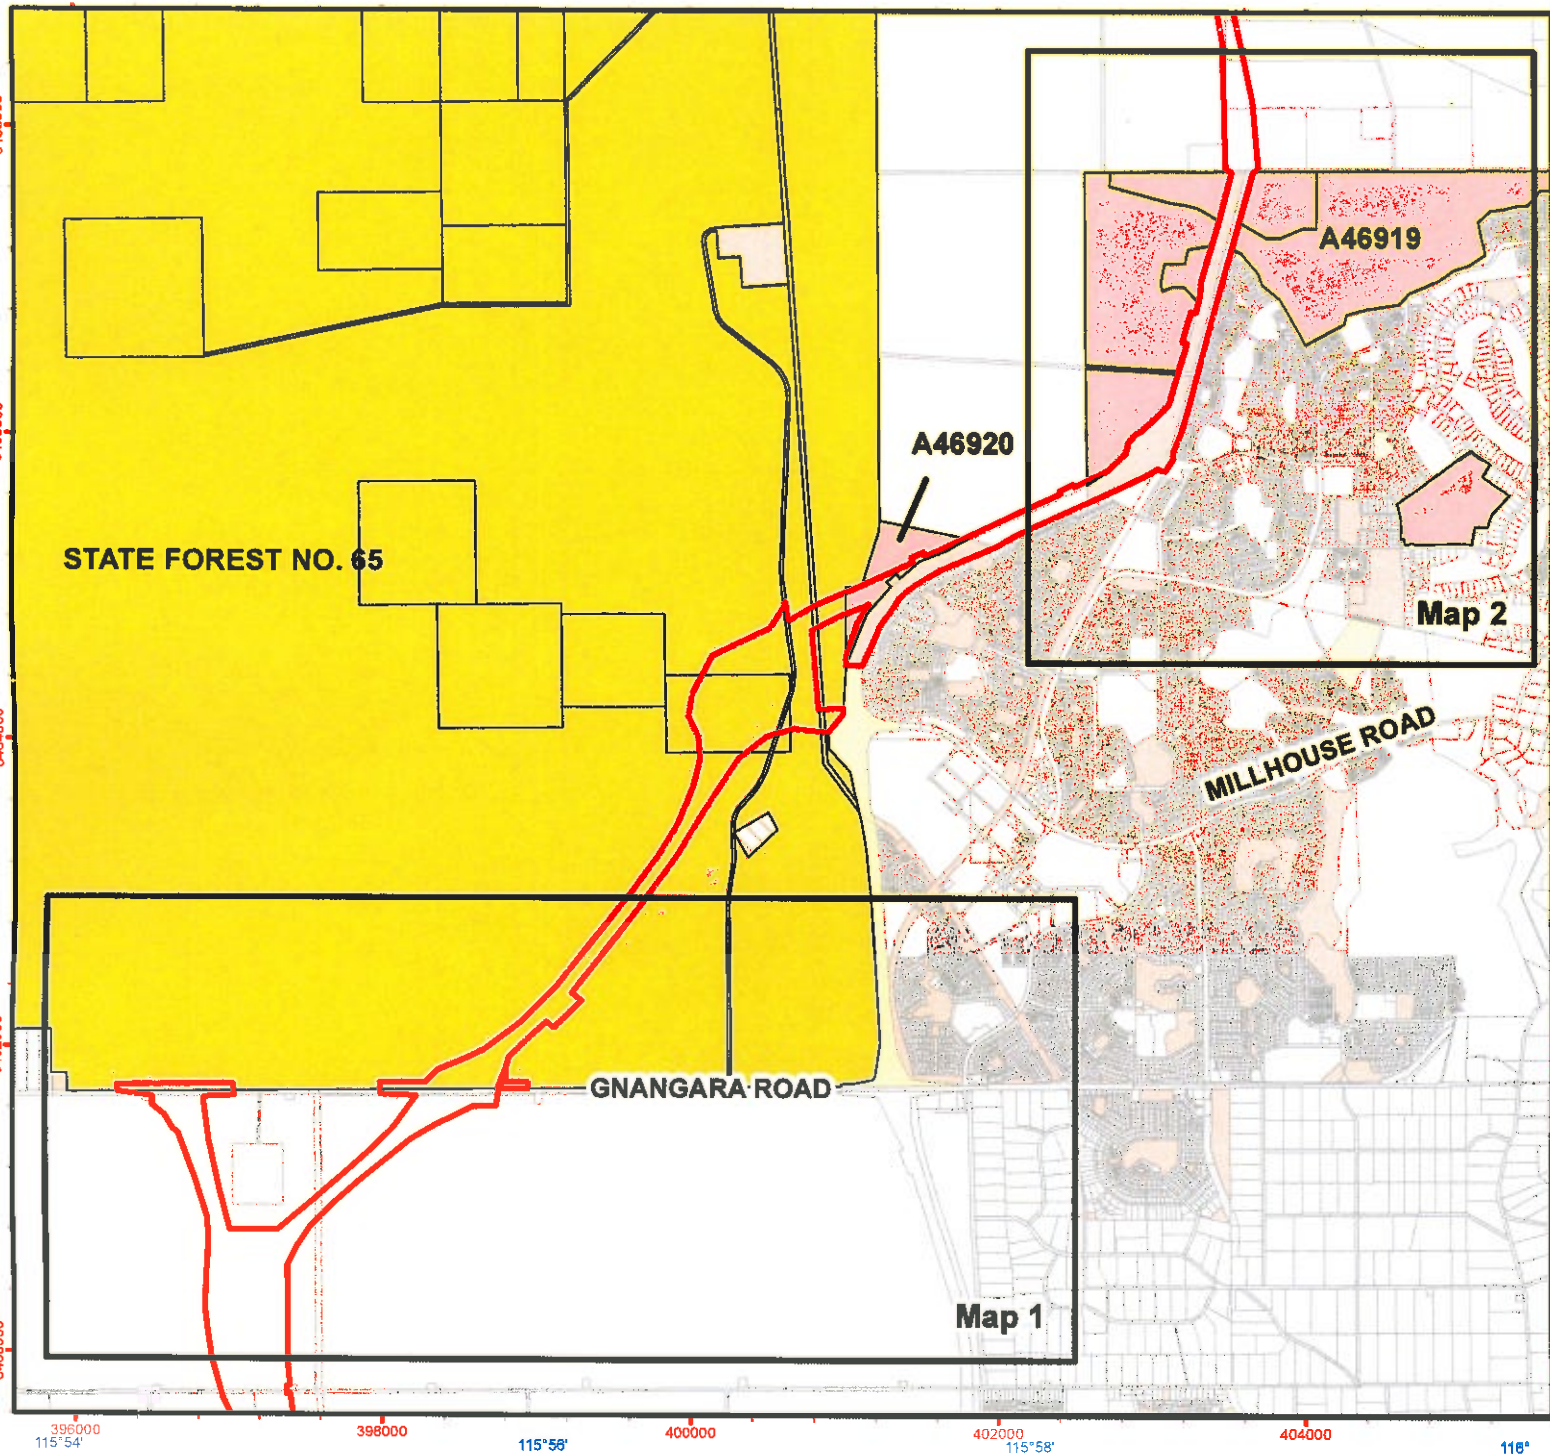 A46919
A46920
STATE FOREST NO. 65
Map 2
MILLHOUSE ROAD
GNANGARA ROAD
Map 1
396000
398000
400000
402000
404000
115°54'
115°56'
115°58'
116°